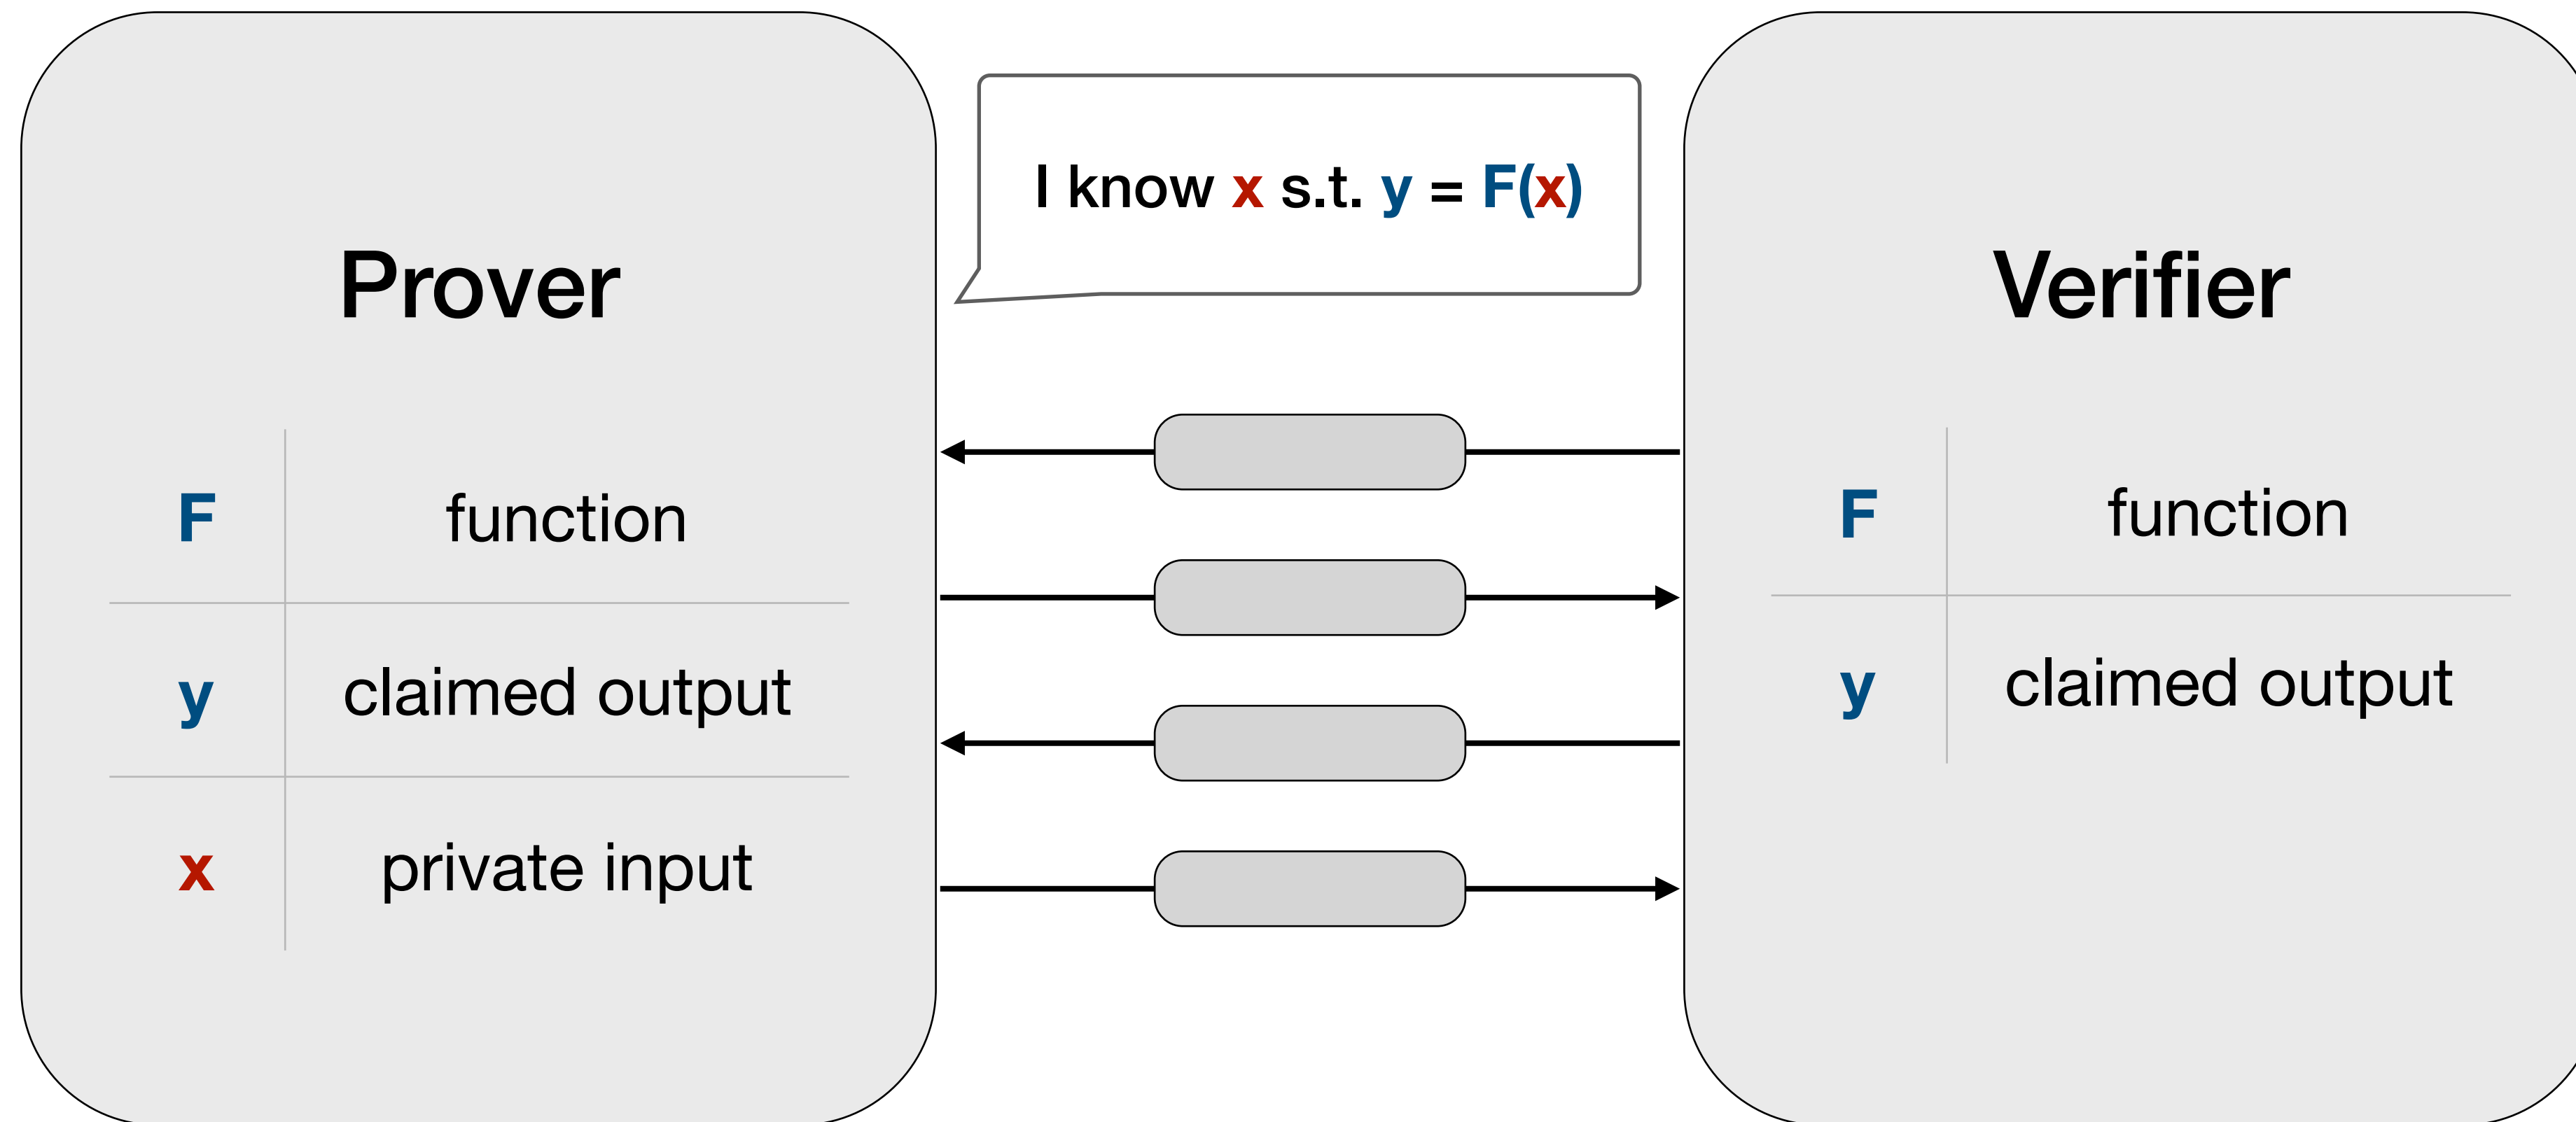 Prover
F function
y claimed output
x private input
I know x s.t. y = F(x)
Verifier
F function
y claimed output